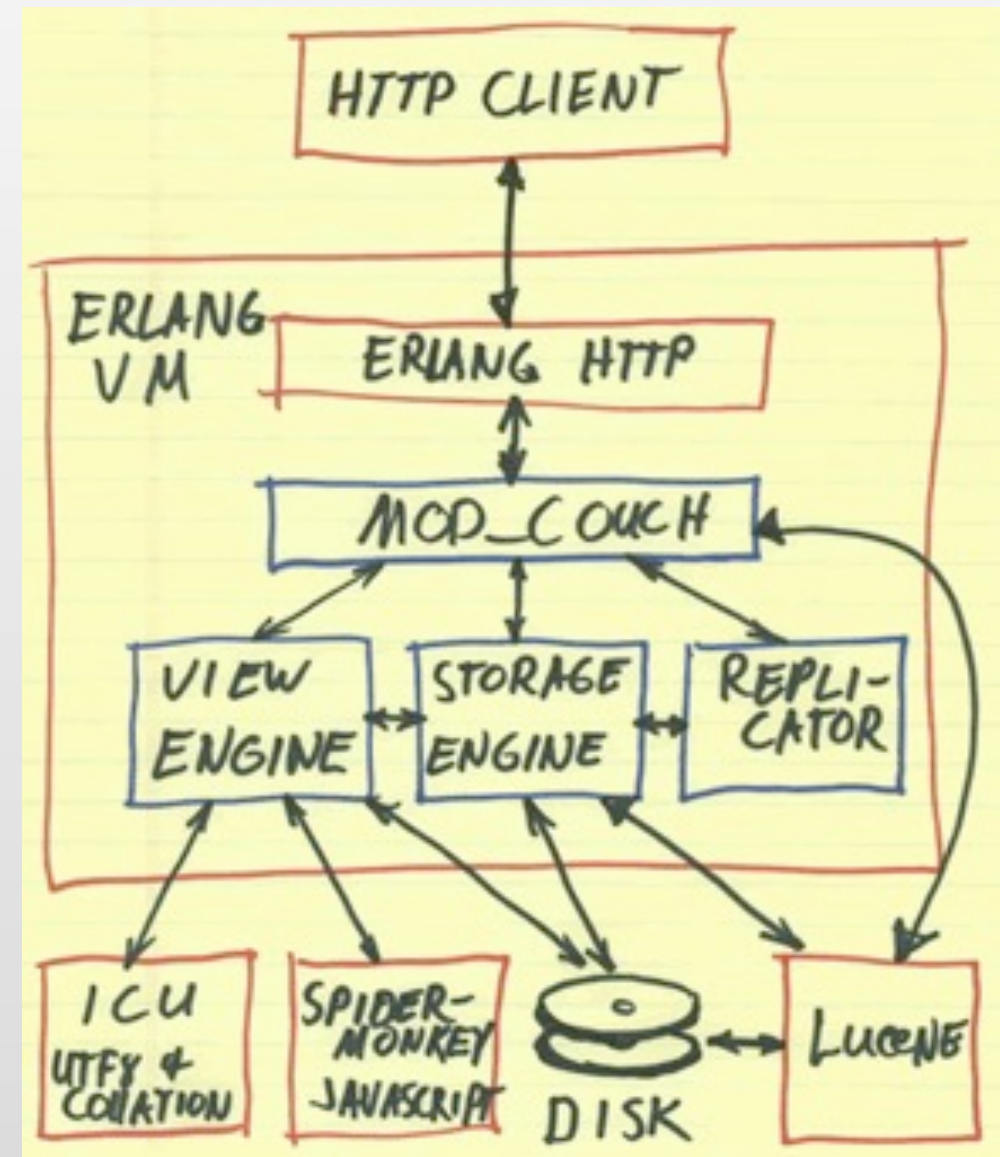 HTTP CLIENT
ERLANG
VM
ERLANG HTTP
MOD_COUCH
VIEW
ENGINE
STORAGE
ENGINE
REPLI-
CATOR
ICU
UTF8 &
COLLATION
SPIDER-
MONKEY
JAVASCRIPT
DISK
LUCENE